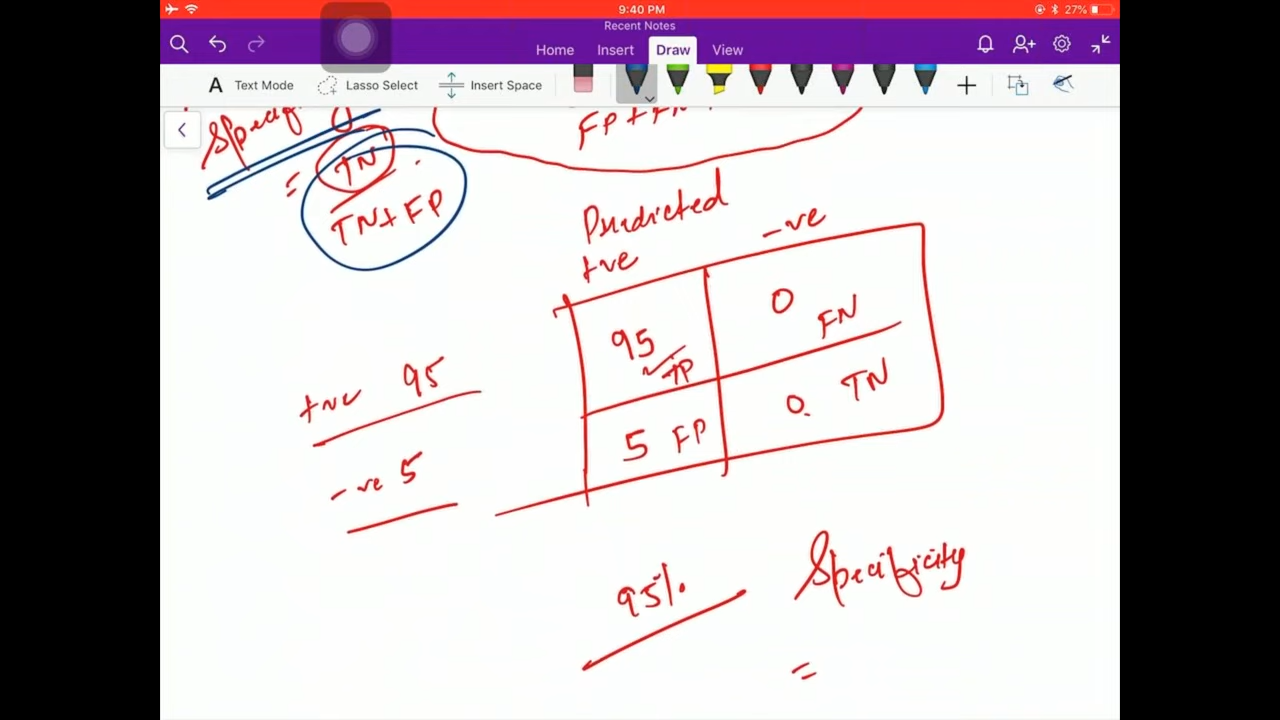 9:40 PM
27%
Recent Notes
Home Insert Draw View
Text Mode Lasso Select Insert Space
FP + FN +
= TN
TN + FP
Predicted
+ve -ve
95 TP 0 FN
+ve 95
5 FP 0 TN
-ve 5
95% Specificity
=